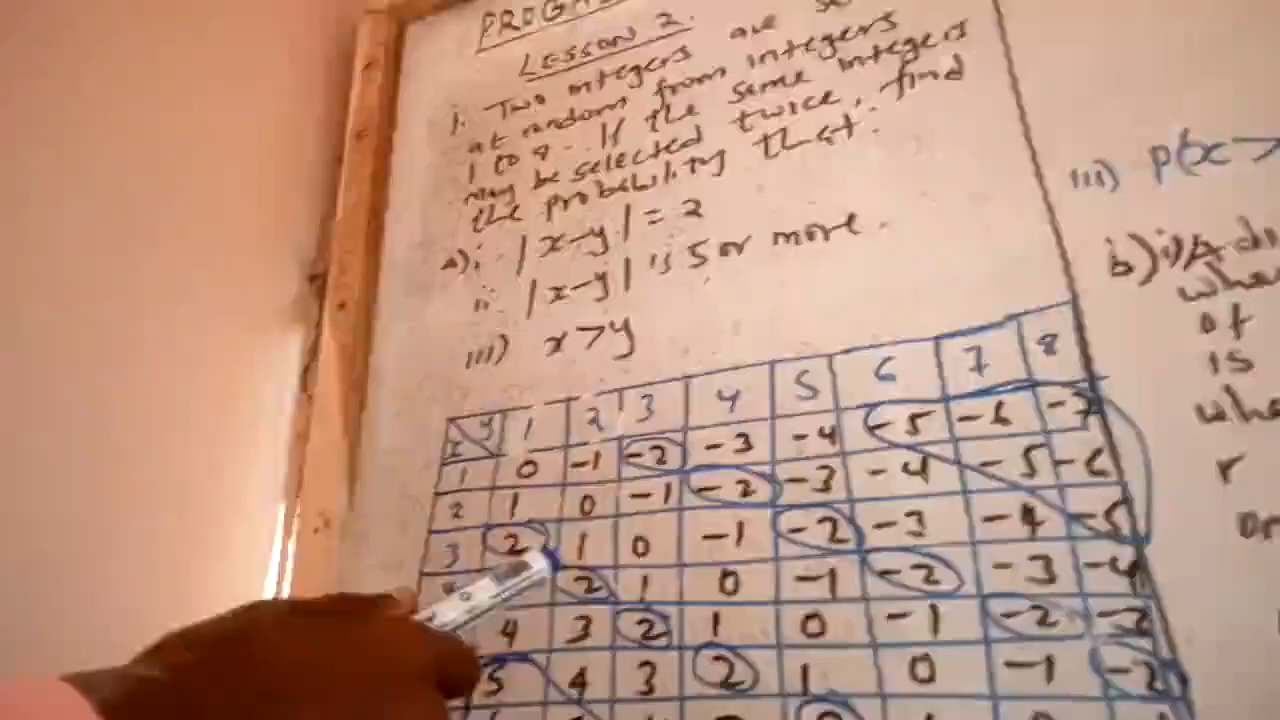 LESSON 2.
1. Two integers are
at random from integers
1 to 8. If the same integers
may be selected twice, find
the probability that:
a) i. |x-y| = 2
ii |x-y| is 5 or more.
iii) x>y
x y 1 2 3 4 5 6 7 8
1 0 -1 -2 -3 -4 -5 -6 -7
2 1 0 -1 -2 -3 -4 -5 -6
3 2 1 0 -1 -2 -3 -4 -5
2 1 0 -1 -2 -3 -4
4 3 2 1 0 -1 -2 -3
5 4 3 2 1 0 -1 -2
iii) p(x >
b) i)
whe
of
is
whe
r